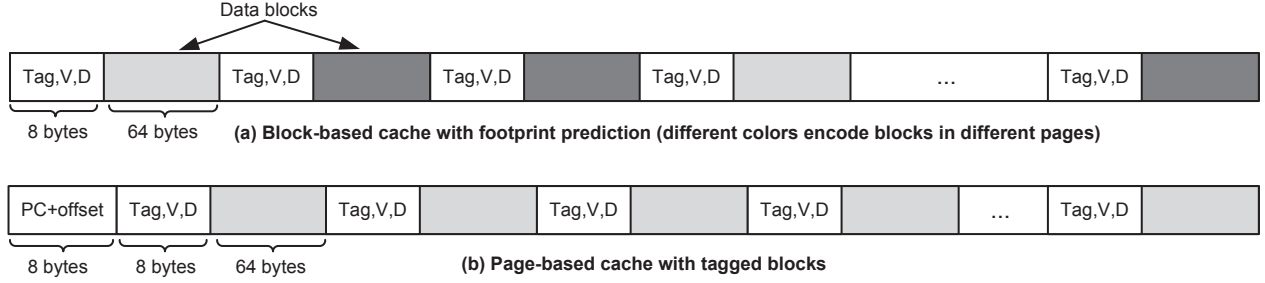 Data blocks
Tag,V,D Tag,V,D Tag,V,D Tag,V,D ... Tag,V,D
8 bytes 64 bytes (a) Block-based cache with footprint prediction (different colors encode blocks in different pages)
PC+offset Tag,V,D Tag,V,D Tag,V,D Tag,V,D ... Tag,V,D
8 bytes 8 bytes 64 bytes (b) Page-based cache with tagged blocks